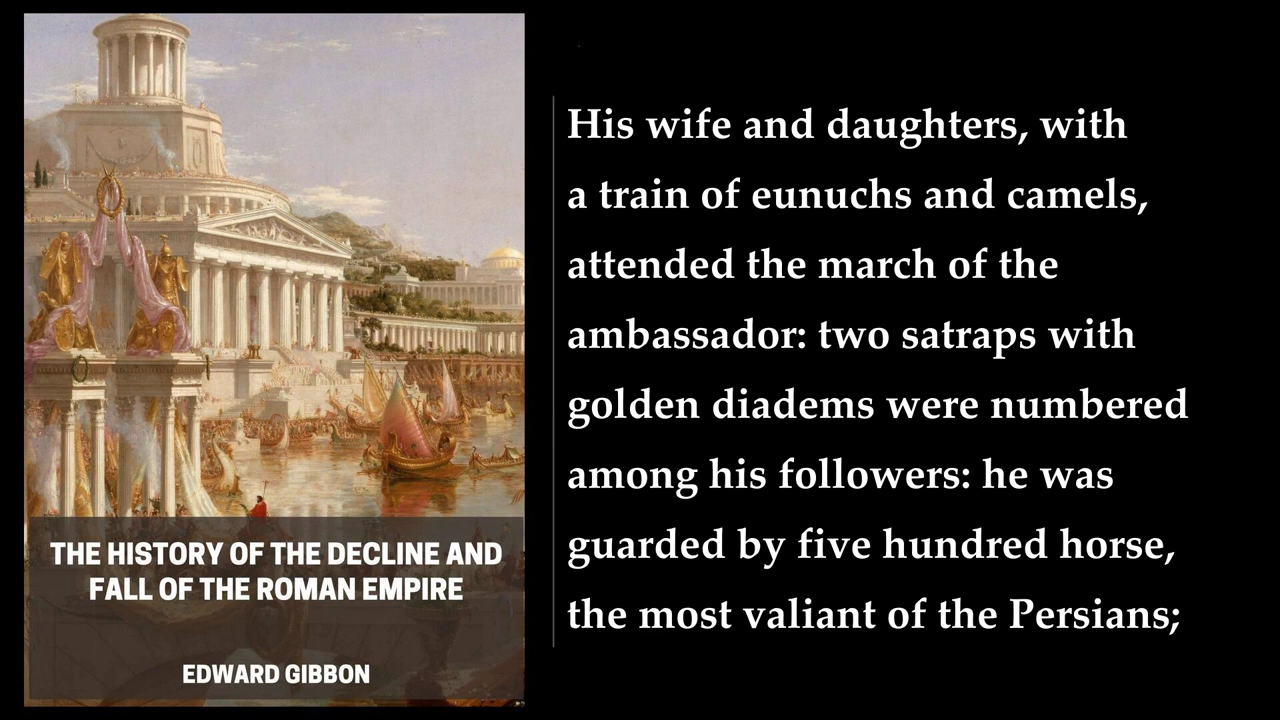 THE HISTORY OF THE DECLINE AND
FALL OF THE ROMAN EMPIRE
EDWARD GIBBON
His wife and daughters, with
a train of eunuchs and camels,
attended the march of the
ambassador: two satraps with
golden diadems were numbered
among his followers: he was
guarded by five hundred horse,
the most valiant of the Persians;